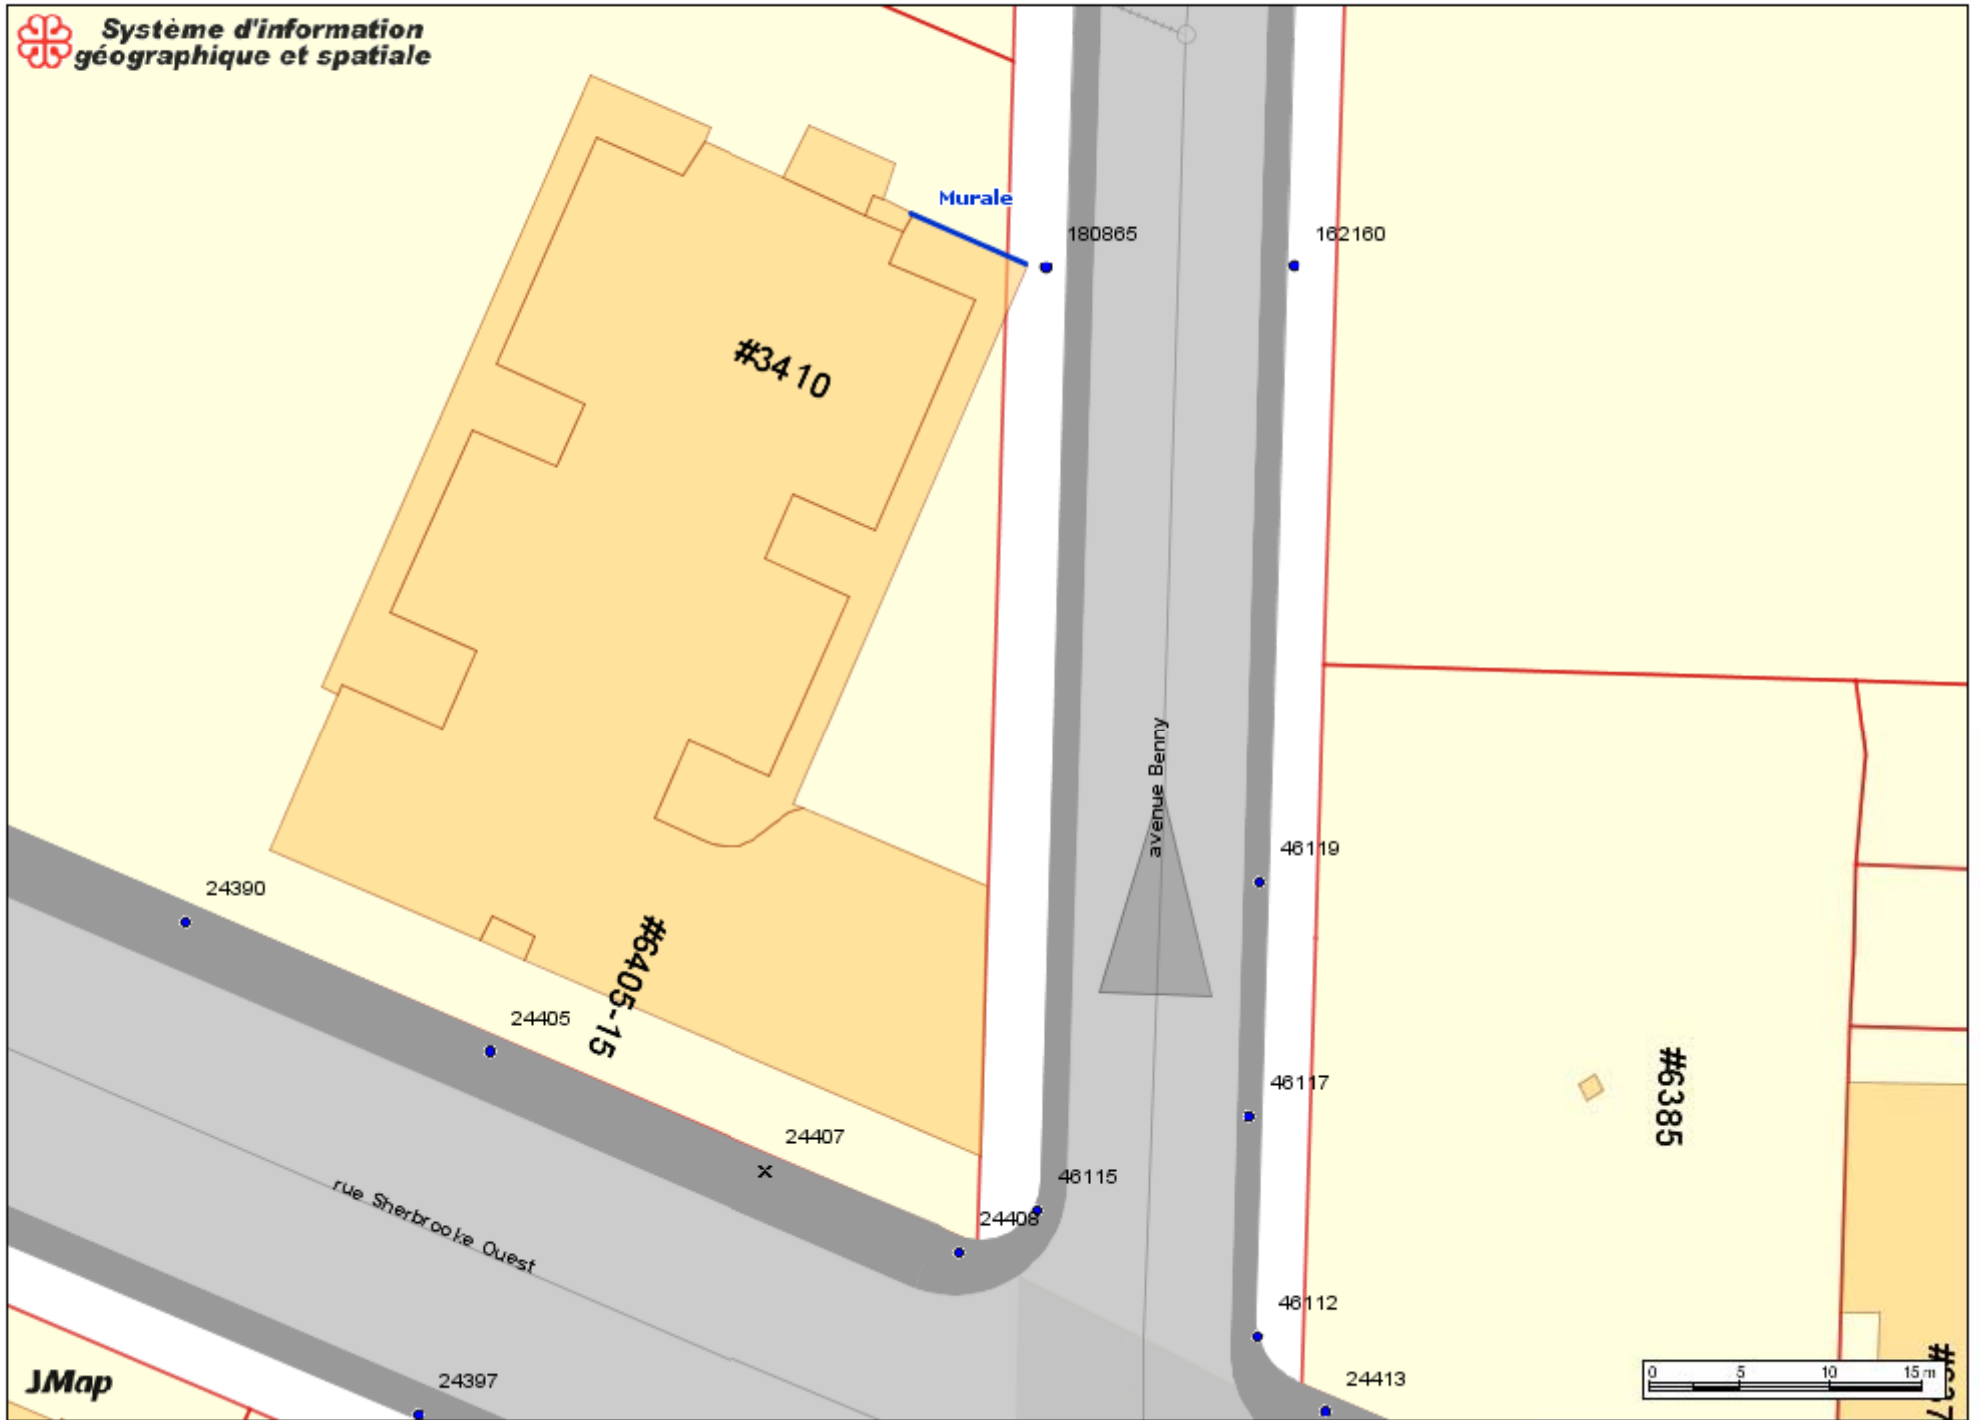 Système d'information
géographique et spatiale
Murale
180865
162160
#3410
avenue Benny
46119
24390
#6405-15
24405
46117
#6385
24407
46115
rue Sherbrooke Ouest
24408
46112
JMap
24397
24413
0 5 10 15 m